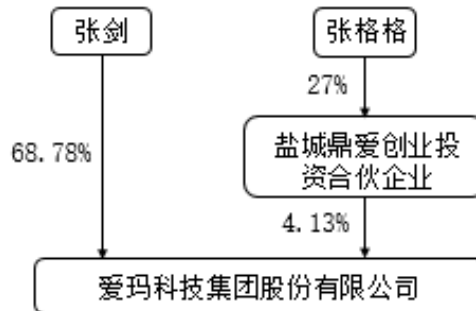 张剑
张格格
27%
68.78%
盐城鼎爱创业投
资合伙企业
4.13%
爱玛科技集团股份有限公司